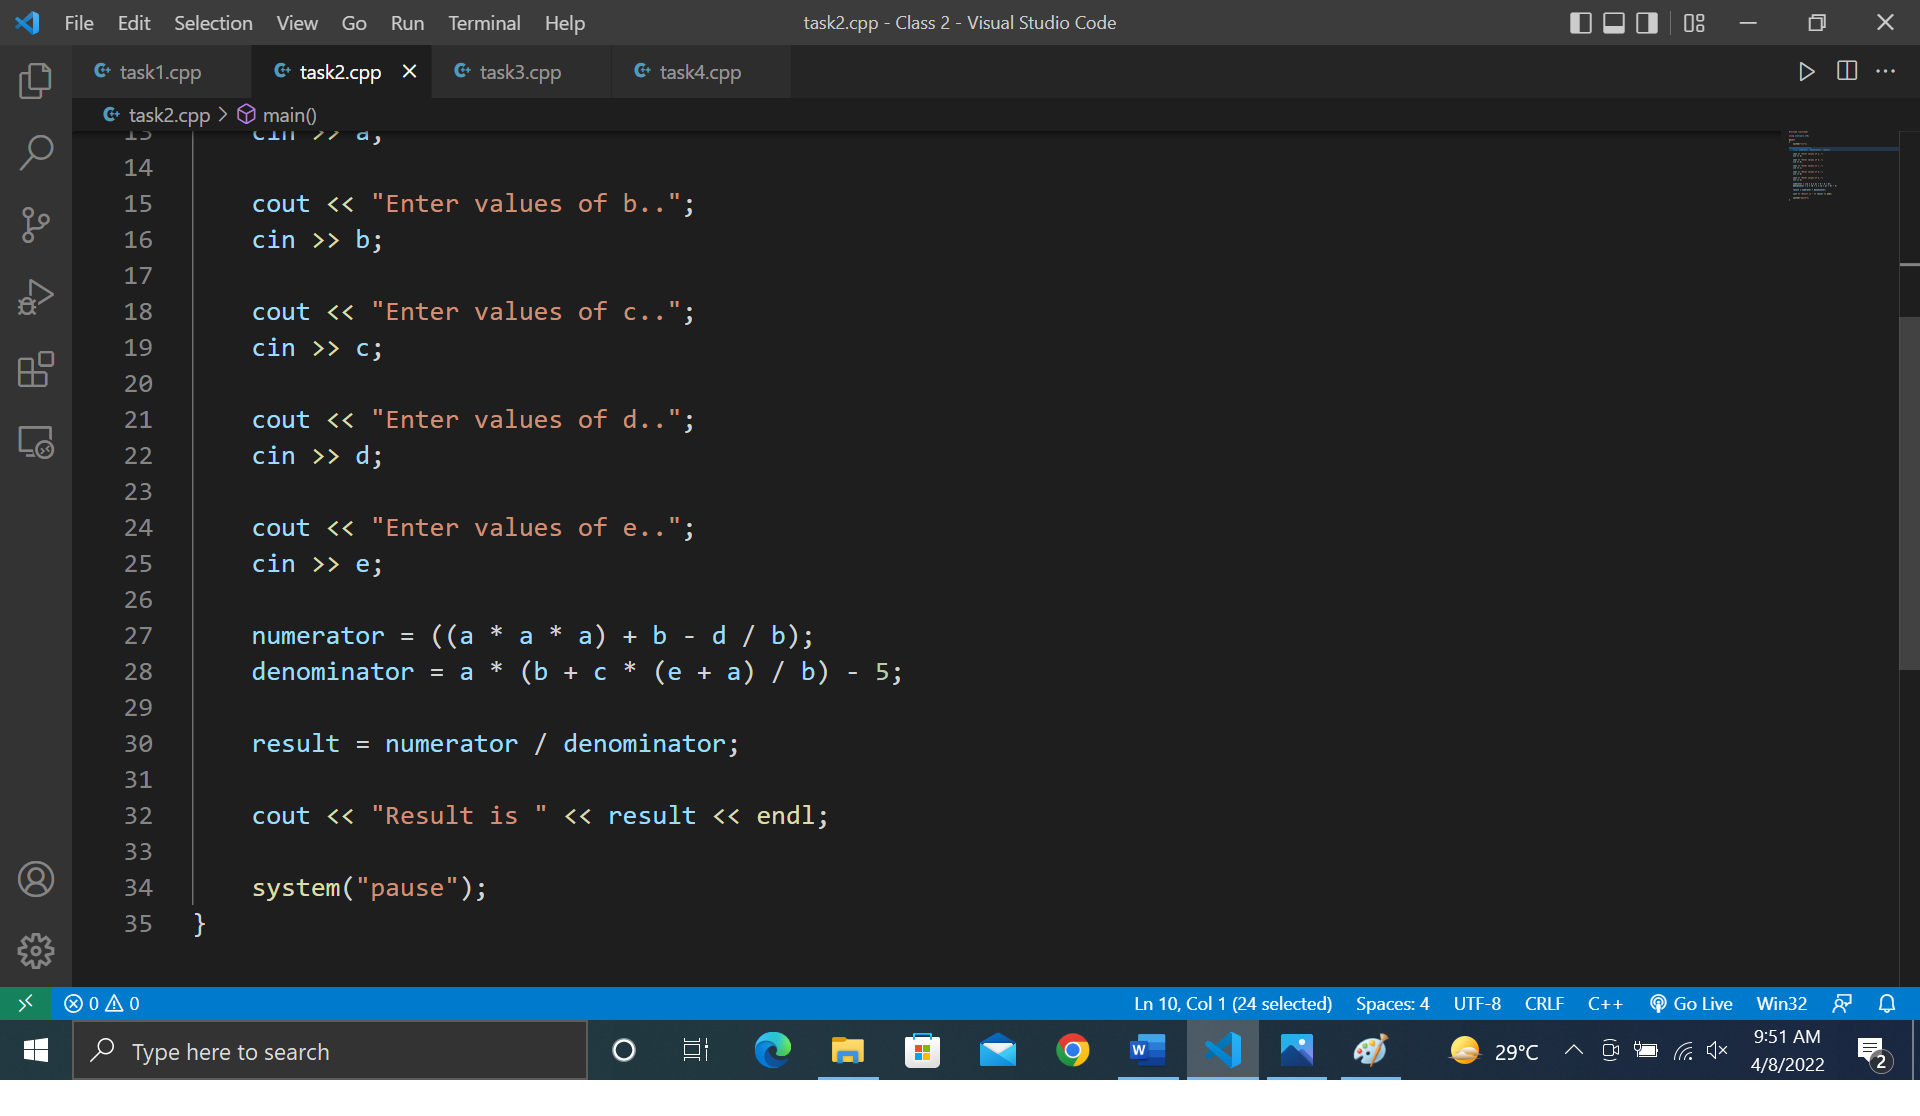 File Edit Selection View Go Run Terminal Help task2.cpp - Class 2 - Visual Studio Code
task1.cpp task2.cpp task3.cpp task4.cpp
task2.cpp > main()
13 cin >> a;
14
15 cout << "Enter values of b..";
16 cin >> b;
17
18 cout << "Enter values of c..";
19 cin >> c;
20
21 cout << "Enter values of d..";
22 cin >> d;
23
24 cout << "Enter values of e..";
25 cin >> e;
26
27 numerator = ((a * a * a) + b - d / b);
28 denominator = a * (b + c * (e + a) / b) - 5;
29
30 result = numerator / denominator;
31
32 cout << "Result is " << result << endl;
33
34 system("pause");
35 }
0 0 Ln 10, Col 1 (24 selected) Spaces: 4 UTF-8 CRLF C++ Go Live Win32
Type here to search 29°C 9:51 AM
4/8/2022 2